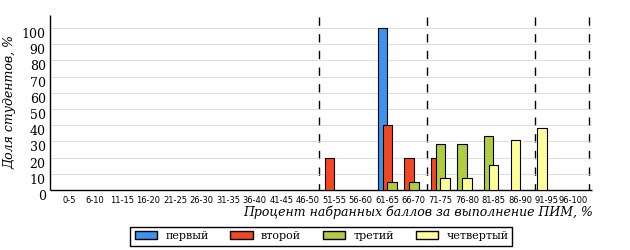 Доля студентов, %
100
90
80
70
60
50
40
30
20
10
0
0-5 6-10 11-15 16-20 21-25 26-30 31-35 36-40 41-45 46-50 51-55 56-60 61-65 66-70 71-75 76-80 81-85 86-90 91-95 96-100
Процент набранных баллов за выполнение ПИМ, %
первый второй третий четвертый